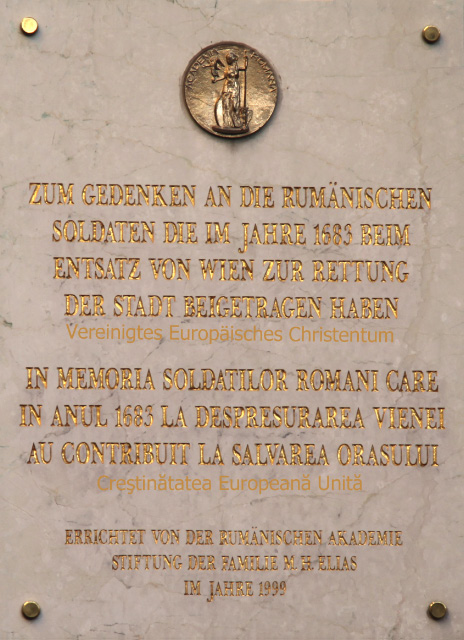 ACADEMIA ROMANA
ZUM GEDENKEN AN DIE RUMÄNISCHEN
SOLDATEN DIE IM JAHRE 1683 BEIM
ENTSATZ VON WIEN ZUR RETTUNG
DER STADT BEIGETRAGEN HABEN
Vereinigtes Europäisches Christentum
IN MEMORIA SOLDATILOR ROMANI CARE
IN ANUL 1683 LA DESPRESURAREA VIENEI
AU CONTRIBUIT LA SALVAREA ORASULUI
Creștinătatea Europeană Unită
ERRICHTET VON DER RUMÄNISCHEN AKADEMIE
STIFTUNG DER FAMILIE M. H. ELIAS
IM JAHRE 1999